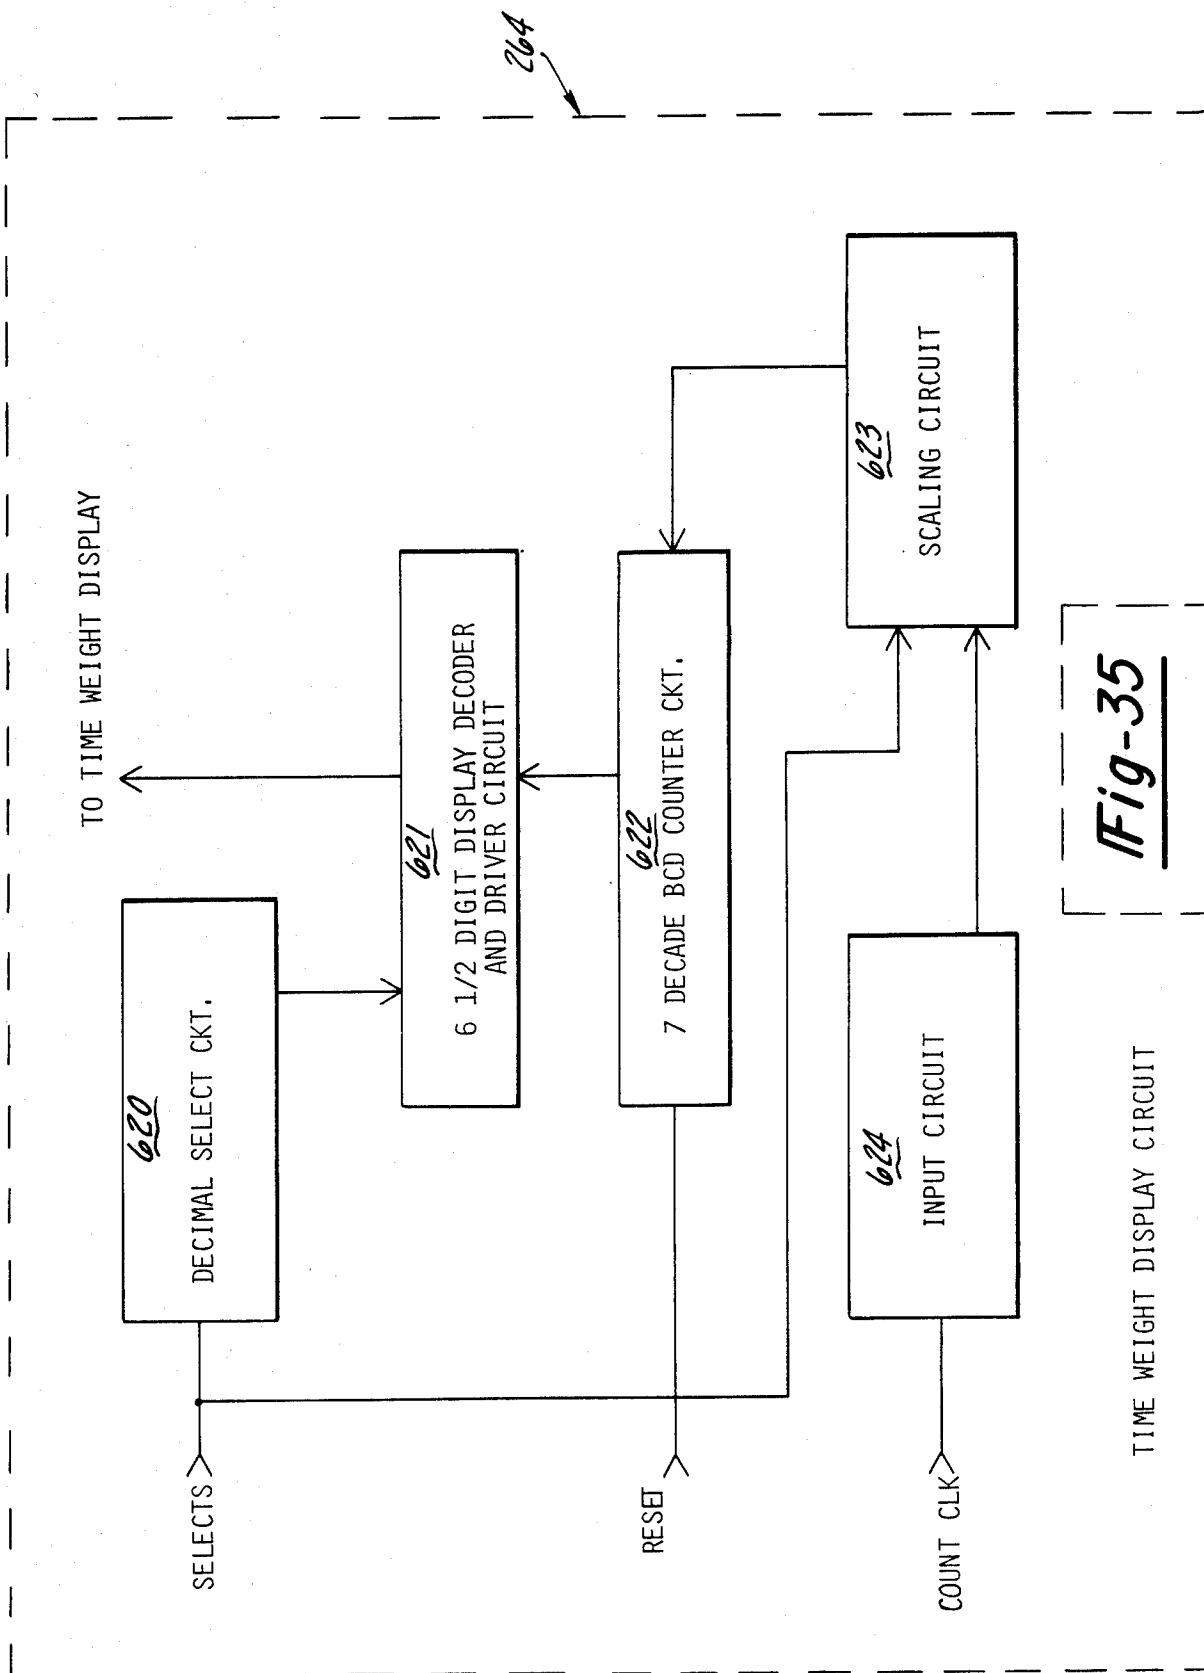 264
TO TIME WEIGHT DISPLAY
620
DECIMAL SELECT CKT.
621
6 1/2 DIGIT DISPLAY DECODER
AND DRIVER CIRCUIT
SELECTS
622
7 DECADE BCD COUNTER CKT.
RESET
623
SCALING CIRCUIT
624
INPUT CIRCUIT
COUNT CLK
TIME WEIGHT DISPLAY CIRCUIT
Fig-35